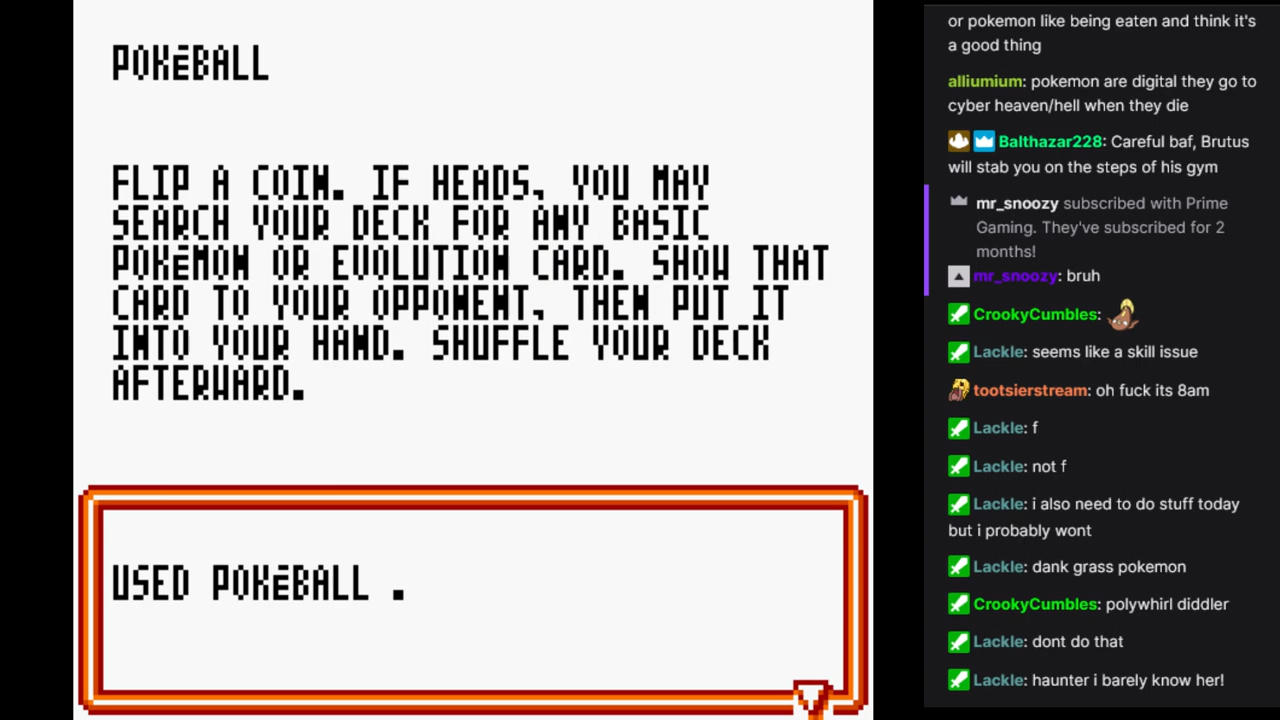 POKéBALL
FLIP A COIN. IF HEADS, YOU MAY
SEARCH YOUR DECK FOR ANY BASIC
POKéMON OR EVOLUTION CARD. SHOW THAT
CARD TO YOUR OPPONENT, THEN PUT IT
INTO YOUR HAND. SHUFFLE YOUR DECK
AFTERWARD.
USED POKéBALL .
or pokemon like being eaten and think it's
a good thing
alliumium: pokemon are digital they go to
cyber heaven/hell when they die
Balthazar228: Careful baf, Brutus
will stab you on the steps of his gym
mr_snoozy subscribed with Prime
Gaming. They've subscribed for 2
months!
mr_snoozy: bruh
CrookyCumbles:
Lackle: seems like a skill issue
tootsierstream: oh fuck its 8am
Lackle: f
Lackle: not f
Lackle: i also need to do stuff today
but i probably wont
Lackle: dank grass pokemon
CrookyCumbles: polywhirl diddler
Lackle: dont do that
Lackle: haunter i barely know her!